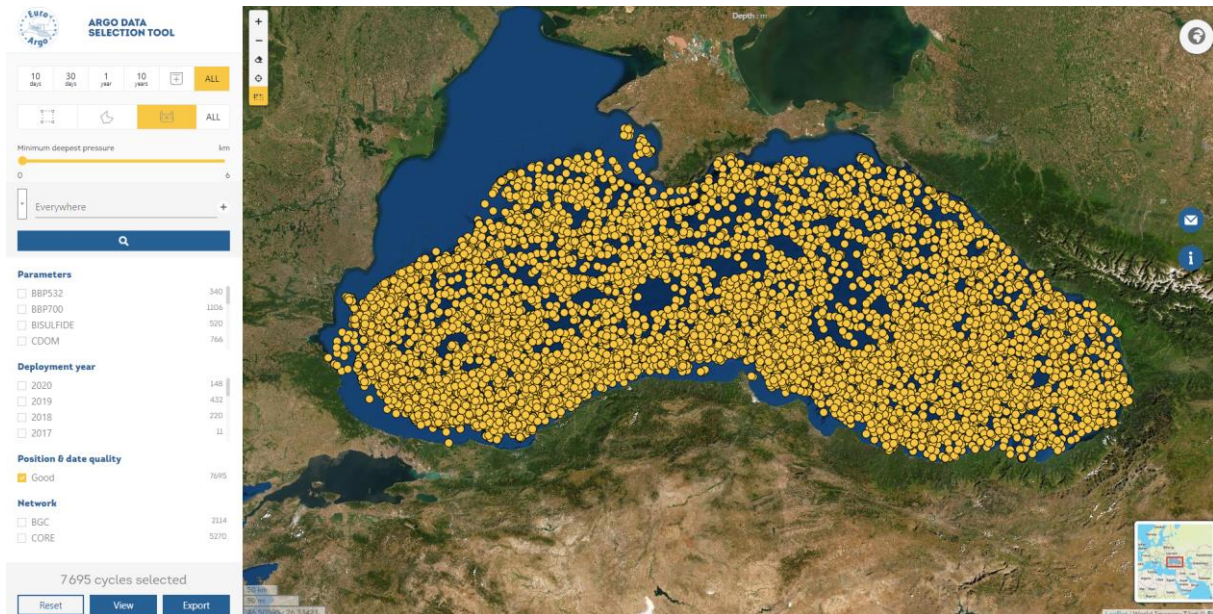 Euro
Argo
ARGO DATA
SELECTION TOOL
10 days
30 days
1 year
10 years
ALL
ALL
Minimum deepest pressure km
0 6
Everywhere
Parameters
BBP532 340
BBP700 1106
BISULFIDE 520
CDOM 766
Deployment year
2020 148
2019 432
2018 220
2017 11
Position & date quality
Good 7695
Network
BGC 2114
CORE 5270
7695 cycles selected
Reset View Export
Depth : m
i